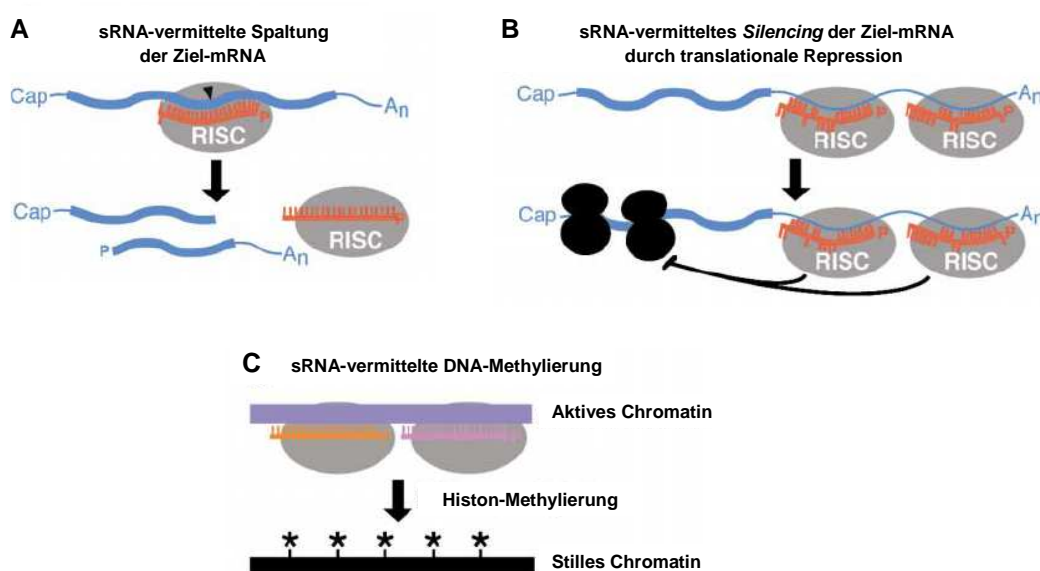 A
sRNA-vermittelte Spaltung
der Ziel-mRNA
Cap
An
P
RISC
Cap
P
An
P
RISC
B
sRNA-vermitteltes Silencing der Ziel-mRNA
durch translationale Repression
Cap
P
P
An
RISC
RISC
Cap
P
P
An
RISC
RISC
C
sRNA-vermittelte DNA-Methylierung
Aktives Chromatin
Histon-Methylierung
* * * * *
Stilles Chromatin